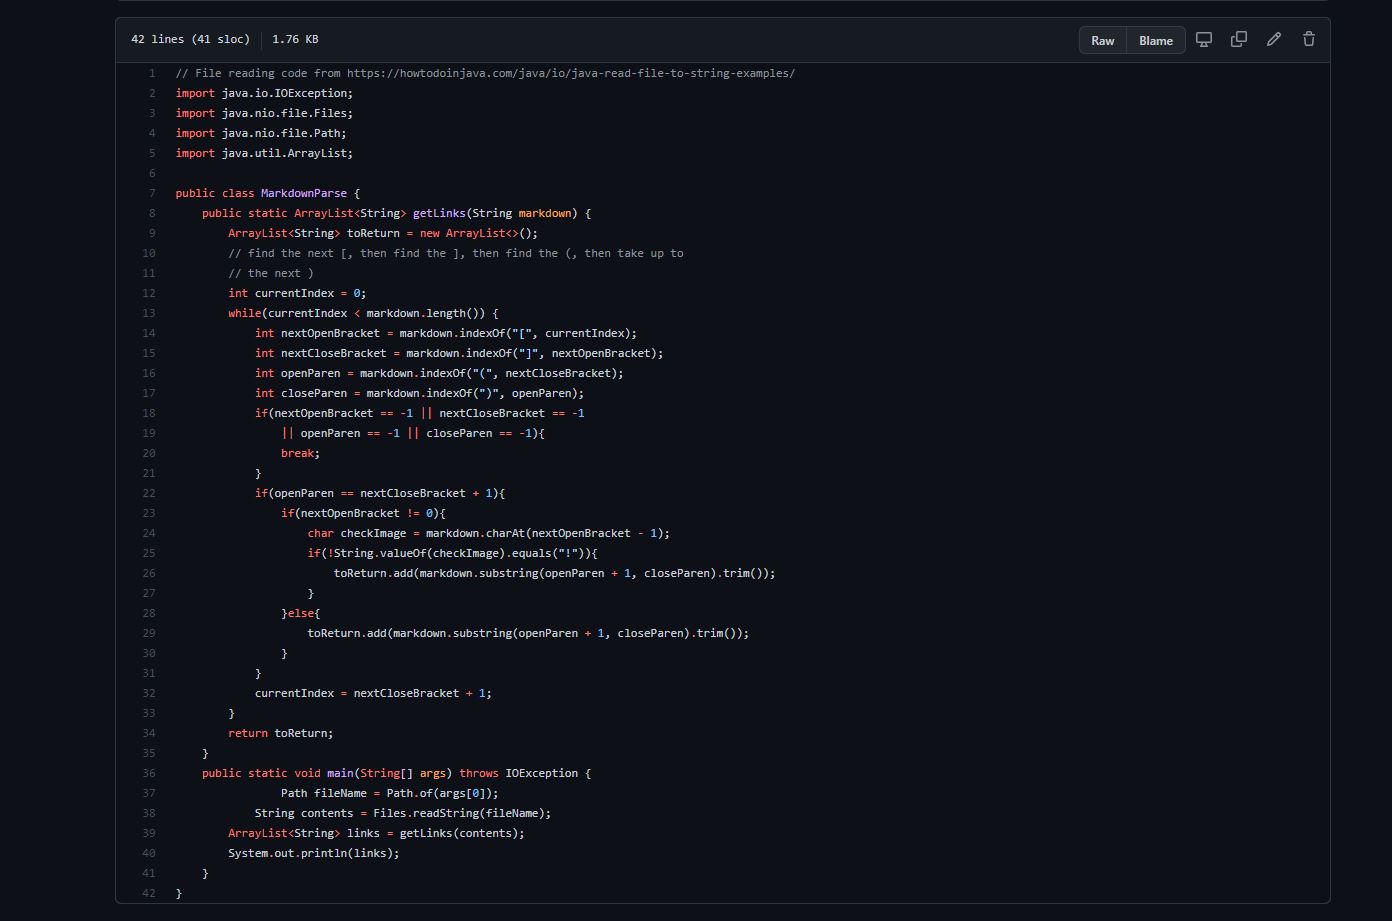 42 lines (41 sloc) 1.76 KB Raw Blame
1 // File reading code from https://howtodoinjava.com/java/io/java-read-file-to-string-examples/
2 import java.io.IOException;
3 import java.nio.file.Files;
4 import java.nio.file.Path;
5 import java.util.ArrayList;
6
7 public class MarkdownParse {
8     public static ArrayList<String> getLinks(String markdown) {
9         ArrayList<String> toReturn = new ArrayList<>();
10         // find the next [, then find the ], then find the (, then take up to
11         // the next )
12         int currentIndex = 0;
13         while(currentIndex < markdown.length()) {
14             int nextOpenBracket = markdown.indexOf("[", currentIndex);
15             int nextCloseBracket = markdown.indexOf("]", nextOpenBracket);
16             int openParen = markdown.indexOf("(", nextCloseBracket);
17             int closeParen = markdown.indexOf(")", openParen);
18             if(nextOpenBracket == -1 || nextCloseBracket == -1
19                 || openParen == -1 || closeParen == -1){
20                 break;
21             }
22             if(openParen == nextCloseBracket + 1){
23                 if(nextOpenBracket != 0){
24                     char checkImage = markdown.charAt(nextOpenBracket - 1);
25                     if(!String.valueOf(checkImage).equals("!")){
26                         toReturn.add(markdown.substring(openParen + 1, closeParen).trim());
27                     }
28                 }else{
29                     toReturn.add(markdown.substring(openParen + 1, closeParen).trim());
30                 }
31             }
32             currentIndex = nextCloseBracket + 1;
33         }
34         return toReturn;
35     }
36     public static void main(String[] args) throws IOException {
37                 Path fileName = Path.of(args[0]);
38             String contents = Files.readString(fileName);
39         ArrayList<String> links = getLinks(contents);
40         System.out.println(links);
41     }
42 }